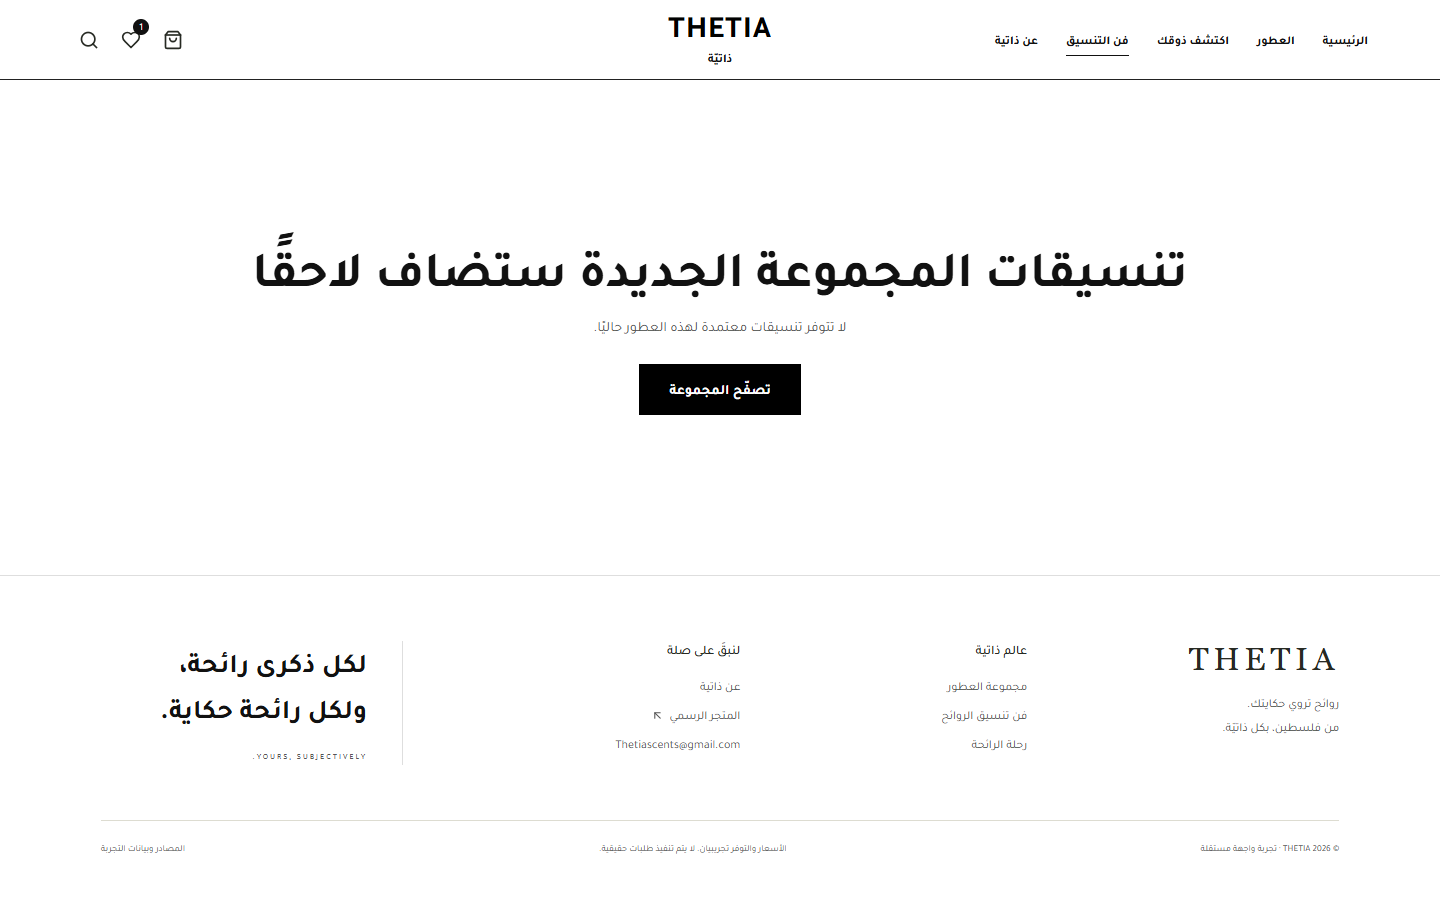 الرئيسية
العطور
اكتشف ذوقك
فن التنسيق
عن ذاتية
THETIA
ذاتيّة
1
تنسيقات المجموعة الجديدة ستضاف لاحقًا
لا تتوفر تنسيقات معتمدة لهذه العطور حاليًا.
تصفّح المجموعة
THETIA
روائح تروي حكايتك.
من فلسطين، بكل ذاتيّة.
عالم ذاتية
مجموعة العطور
فن تنسيق الروائح
رحلة الرائحة
لنبقَ على صلة
عن ذاتية
المتجر الرسمي
Thetiascents@gmail.com
لكل ذكرى رائحة،
ولكل رائحة حكاية.
.YOURS, SUBJECTIVELY
© 2026 THETIA · تجربة واجهة مستقلة
الأسعار والتوفر تجريبيان. لا يتم تنفيذ طلبات حقيقية.
المصادر وبيانات التجربة